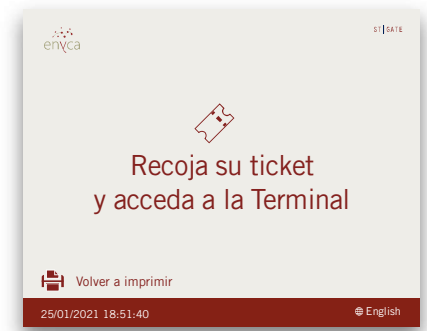 enyca
ST|GATE
Recoja su ticket
y acceda a la Terminal
Volver a imprimir
25/01/2021 18:51:40
English